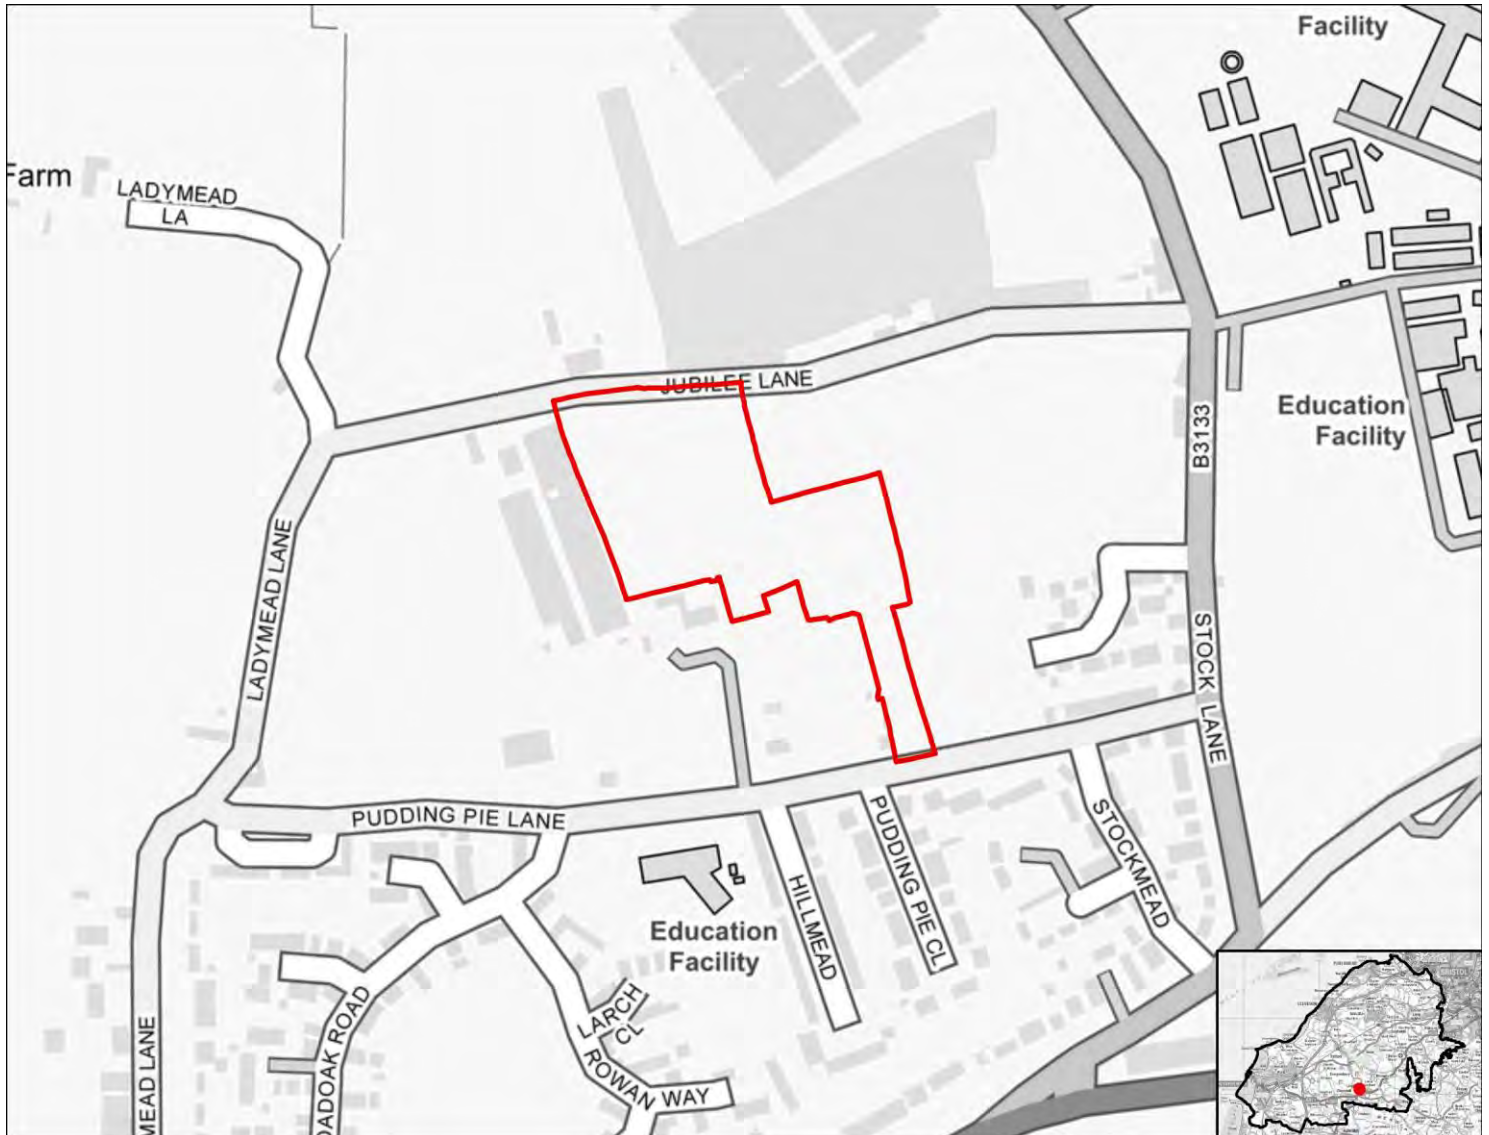 Facility
Farm
LADYMEAD
LA
JUBILEE LANE
B3133
Education
Facility
LADYMEAD LANE
STOCK LANE
PUDDING PIE LANE
PUDDING PIE CL
STOCKMEAD
HILLMEAD
Education
Facility
LARCH
CL
ROWAN WAY
ADOAK ROAD
MEAD LANE
BRISTOL